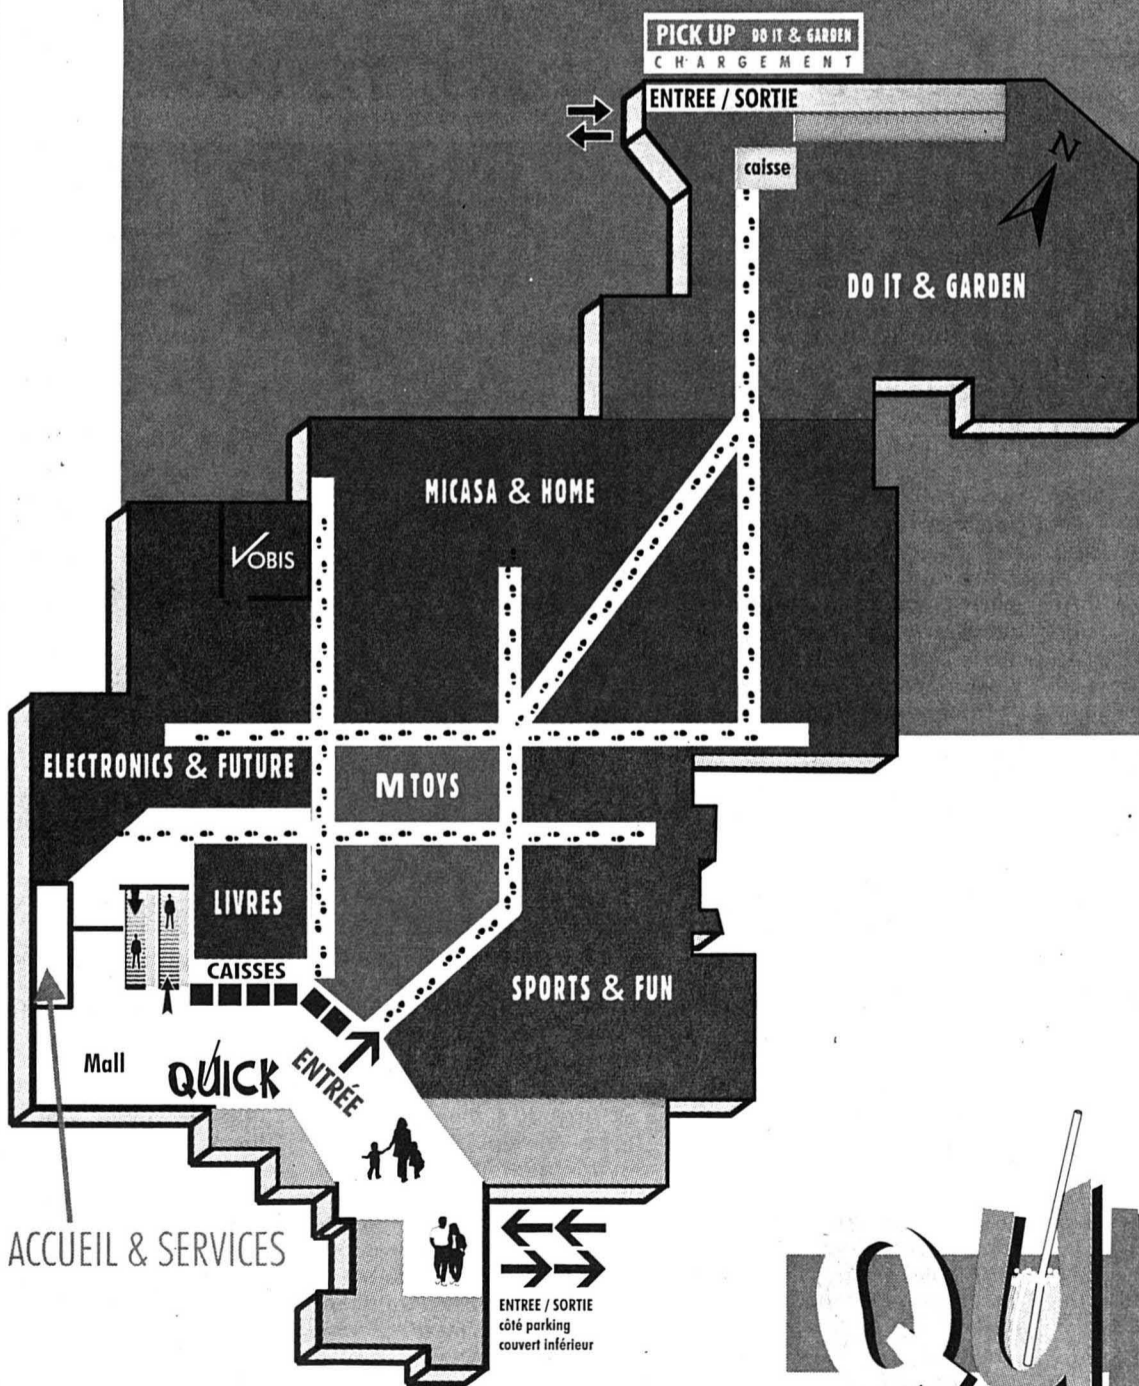 PICK UP DO IT & GARDEN
CHARGEMENT
ENTREE / SORTIE
caisse
N
DO IT & GARDEN
MICASA & HOME
VOBIS
ELECTRONICS & FUTURE
M TOYS
LIVRES
CAISSES
SPORTS & FUN
Mall
QUICK
ENTRÉE
ACCUEIL & SERVICES
ENTREE / SORTIE
côté parking
couvert inférieur
QU